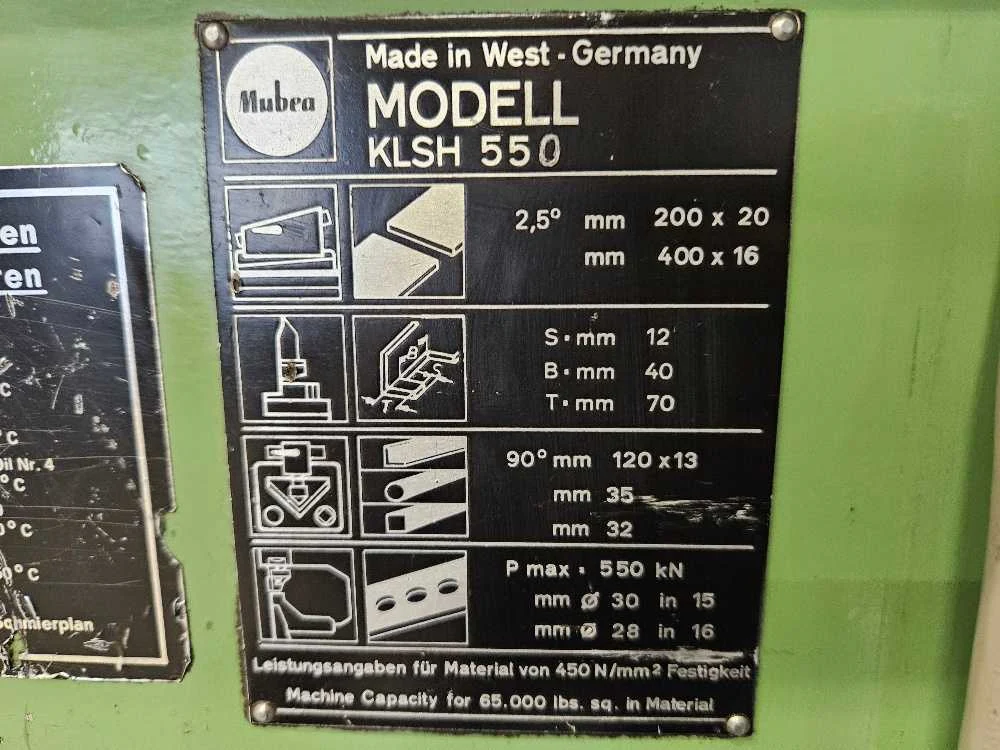 Mubea
Made in West - Germany
MODELL
KLSH 550
2,5° mm 200 x 20
mm 400 x 16
S • mm 12
B • mm 40
T • mm 70
B
S
T
90° mm 120 x 13
mm 35
mm 32
P max • 550 kN
mm Ø 30 in 15
mm Ø 28 in 16
Leistungsangaben für Material von 450 N/mm² Festigkeit
Machine Capacity for 65.000 lbs. sq. in Material
en
ren
°C
Öil Nr. 4
°C
0°C
50°C
Schmierplan